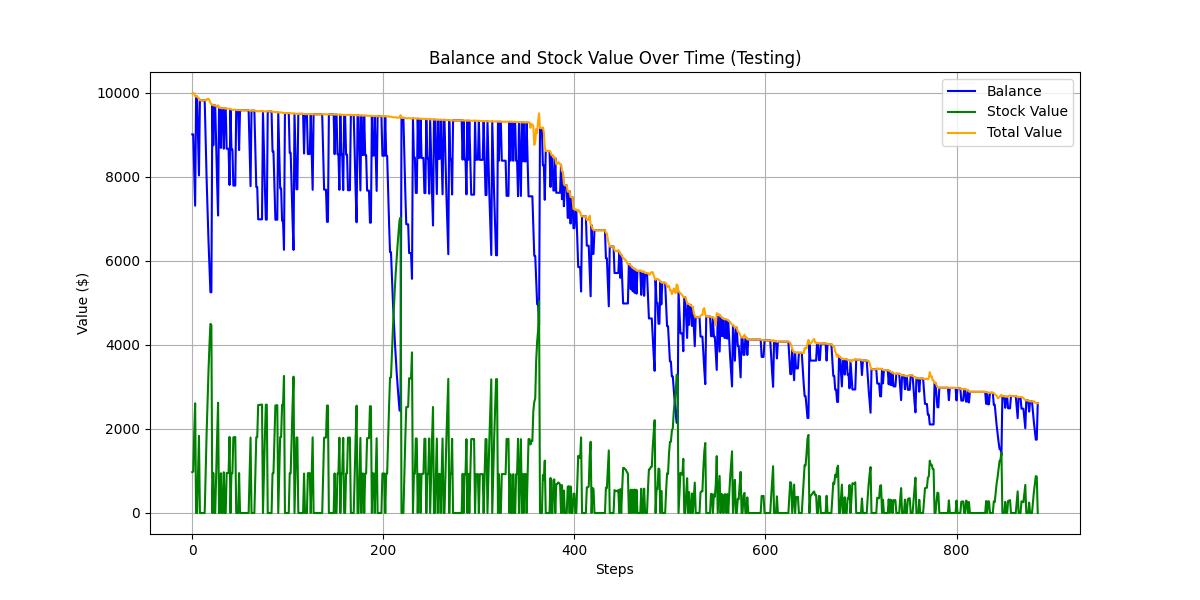 Balance and Stock Value Over Time (Testing)
Balance
Stock Value
Total Value
10000
8000
6000
4000
2000
0
Value ($)
0 200 400 600 800
Steps